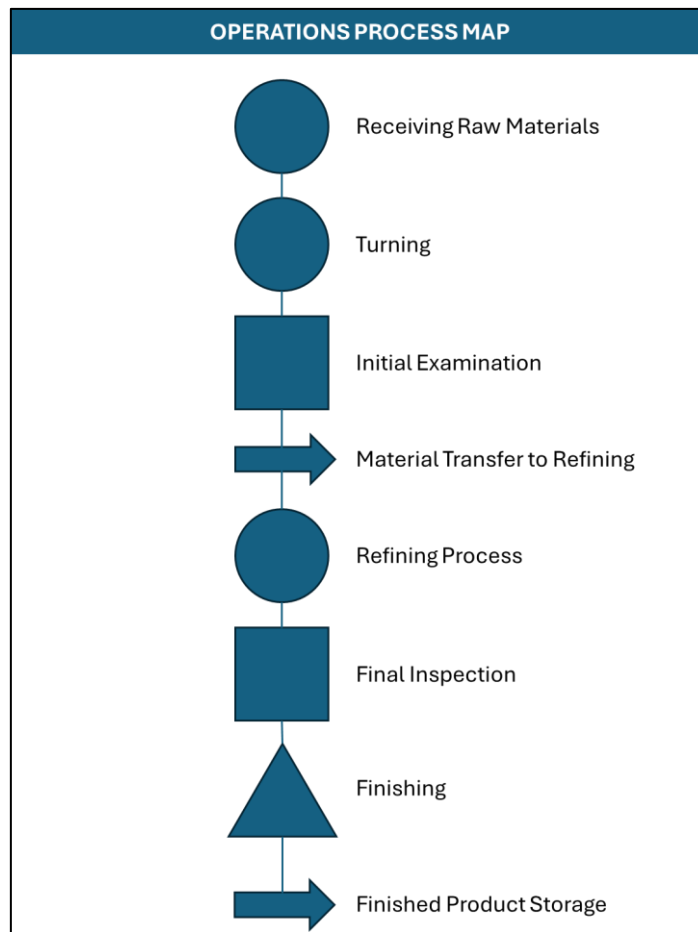 OPERATIONS PROCESS MAP
Receiving Raw Materials
Turning
Initial Examination
Material Transfer to Refining
Refining Process
Final Inspection
Finishing
Finished Product Storage